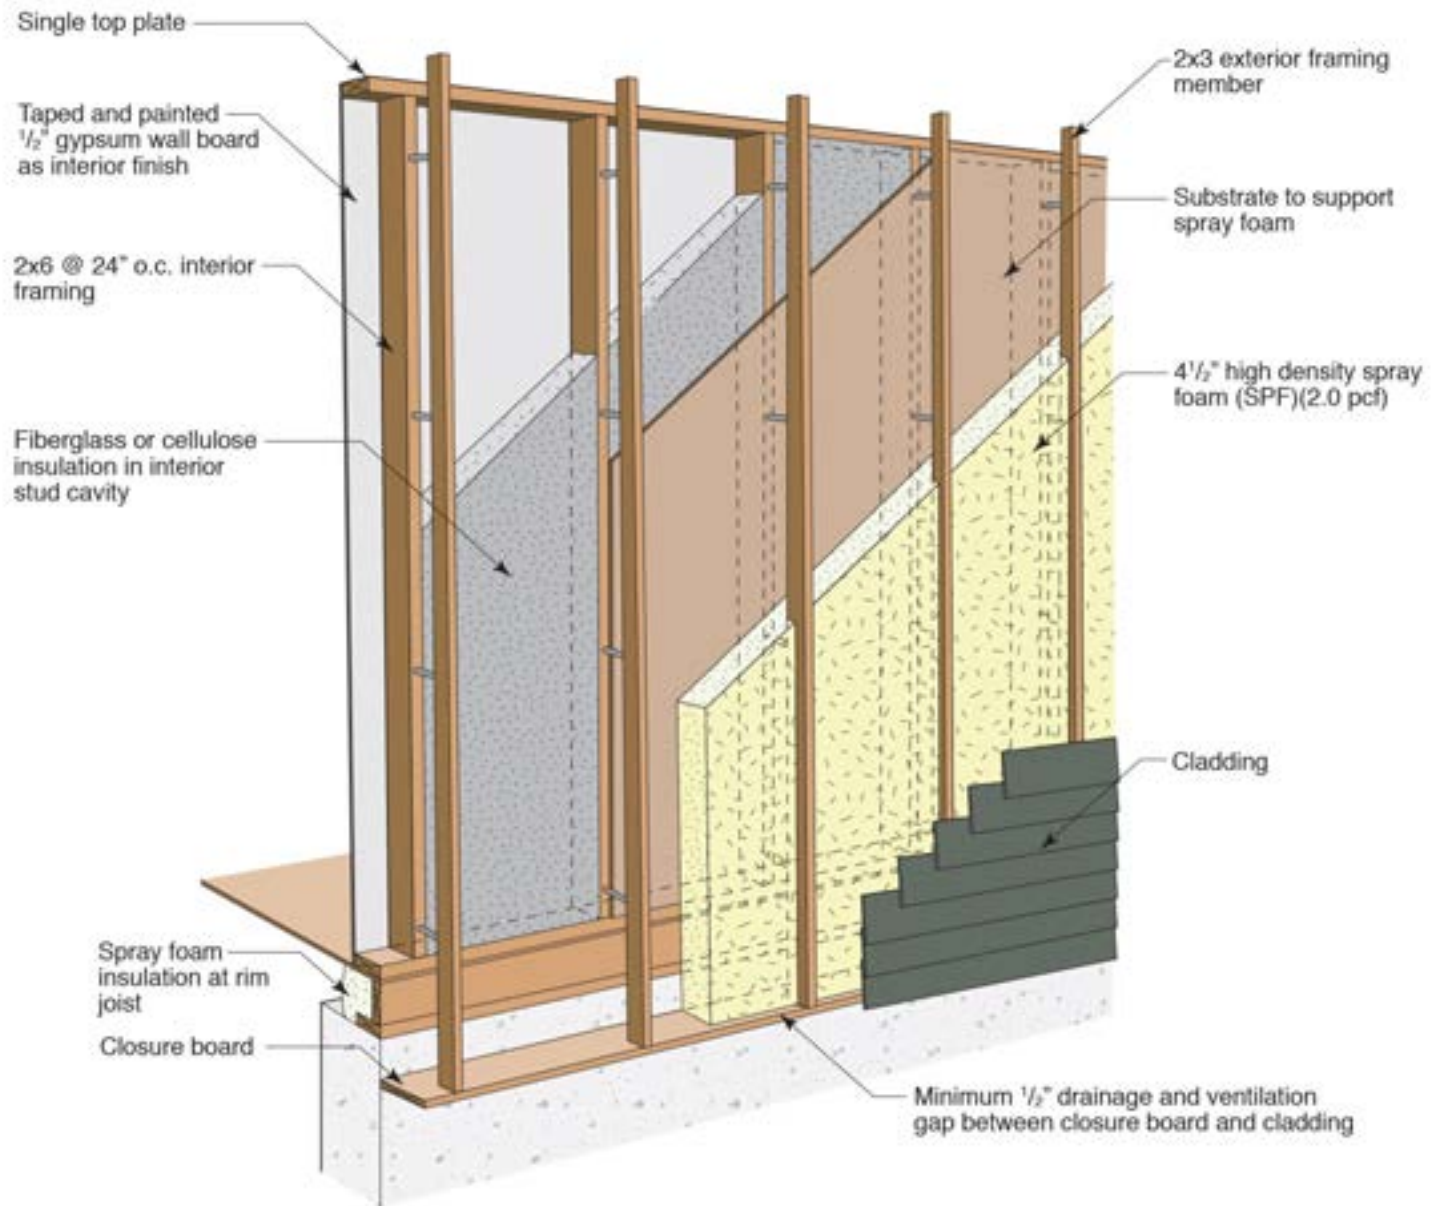 Single top plate
Taped and painted
1/2" gypsum wall board
as interior finish
2x6 @ 24" o.c. interior
framing
Fiberglass or cellulose
insulation in interior
stud cavity
Spray foam
insulation at rim
joist
Closure board
2x3 exterior framing
member
Substrate to support
spray foam
4 1/2" high density spray
foam (SPF)(2.0 pcf)
Cladding
Minimum 1/2" drainage and ventilation
gap between closure board and cladding